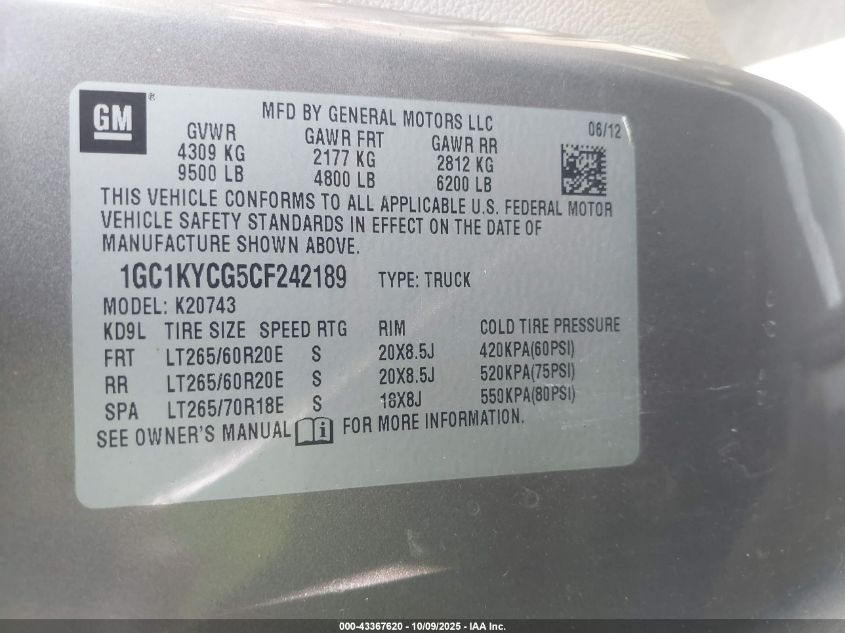 GM
MFD BY GENERAL MOTORS LLC
06/12
GVWR GAWR FRT GAWR RR
4309 KG 2177 KG 2812 KG
9500 LB 4800 LB 6200 LB
THIS VEHICLE CONFORMS TO ALL APPLICABLE U.S. FEDERAL MOTOR
VEHICLE SAFETY STANDARDS IN EFFECT ON THE DATE OF
MANUFACTURE SHOWN ABOVE.
1GC1KYCG5CF242189 TYPE: TRUCK
MODEL: K20743
KD9L TIRE SIZE SPEED RTG RIM COLD TIRE PRESSURE
FRT LT265/60R20E S 20X8.5J 420KPA(60PSI)
RR LT265/60R20E S 20X8.5J 520KPA(75PSI)
SPA LT265/70R18E S 18X8J 550KPA(80PSI)
SEE OWNER'S MANUAL FOR MORE INFORMATION.
000-43367620 - 10/09/2025 - IAA Inc.